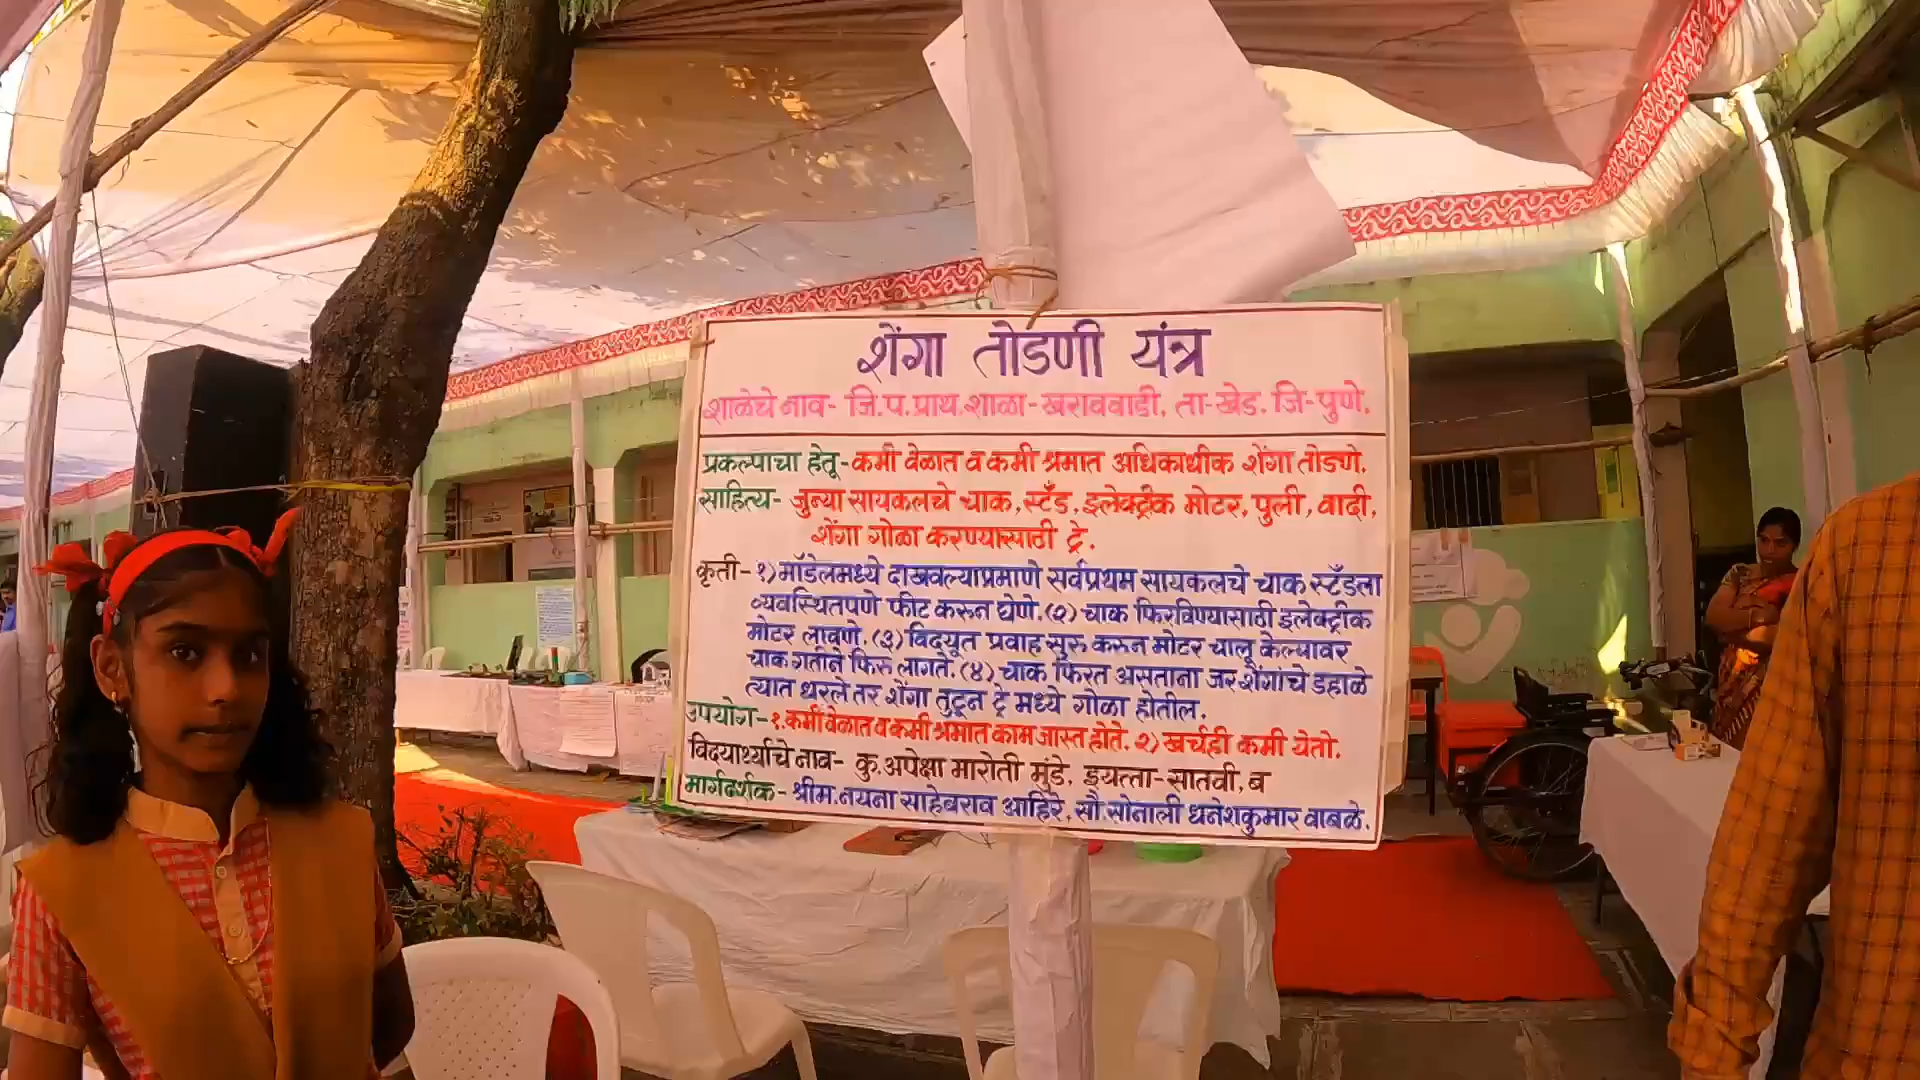 शेंगा तोडणी यंत्र
शाळेचे नाव- जि.प.प्राथ.शाळा-खराबवाडी, ता-खेड. जि-पुणे.
प्रकल्पाचा हेतू-कमी वेळात व कमी श्रमात अधिकाधीक शेंगा तोडणे.
साहित्य- जुन्या सायकलचे चाक, स्टँड, इलेक्ट्रीक मोटर, पुली, वादी,
शेंगा गोळा करण्यासाठी ट्रे.
कृती-१) मॉडेलमध्ये दाखवल्याप्रमाणे सर्वप्रथम सायकलचे चाक स्टँडला
व्यवस्थितपणे फीट करुन घेणे. (२) चाक फिरविण्यासाठी इलेक्ट्रीक
मोटर लावणे. (३) विद्यूत प्रवाह सुरु करुन मोटर चालू केल्यावर
चाक गतीने फिरु लागते. (४) चाक फिरत असताना जर शेंगांचे डहाळे
त्यात धरले तर शेंगा तुटून ट्रे मध्ये गोळा होतील.
उपयोग-१.कमी वेळात व कमी श्रमात काम जास्त होते. २) खर्चही कमी येतो.
विद्यार्थ्याचे नाव- कु.अपेक्षा मारोती मुंडे. इयत्ता-सातवी, ब
मार्गदर्शक- श्रीम.नयना साहेबराव आहिरे, सौ.सोनाली धनेशकुमार वाबळे.